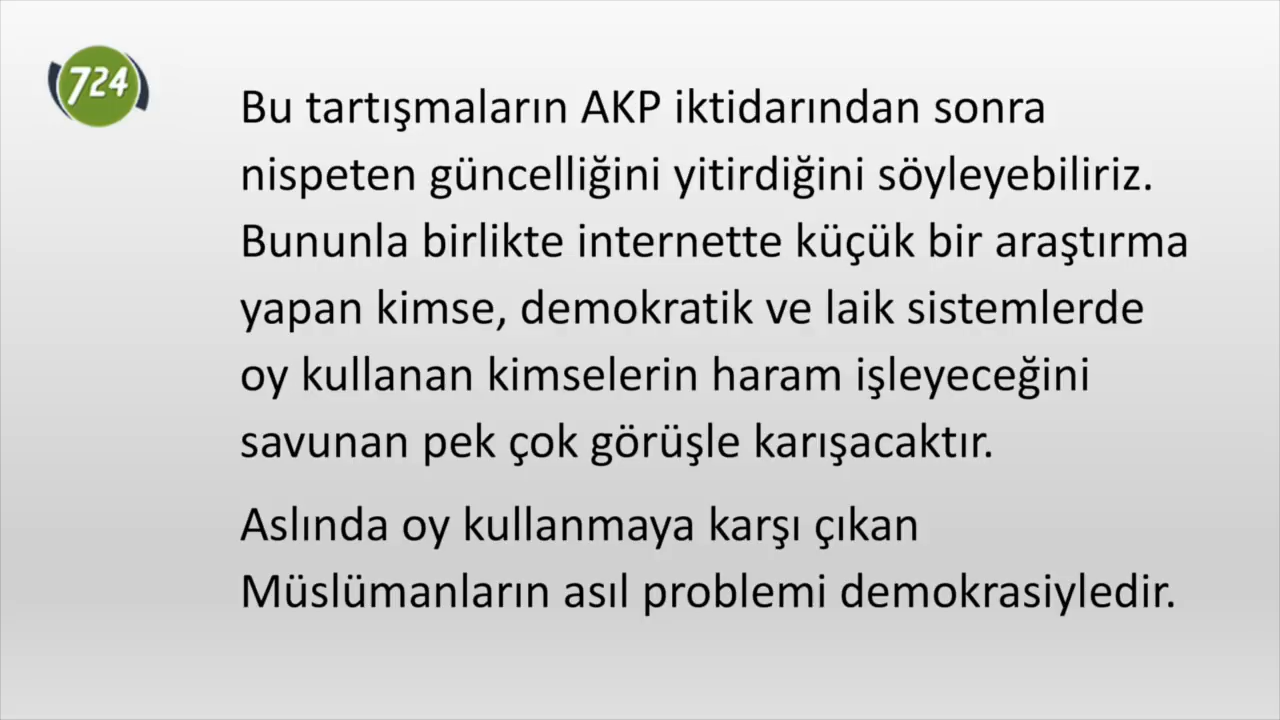 724
Bu tartışmaların AKP iktidarından sonra
nispeten güncelliğini yitirdiğini söyleyebiliriz.
Bununla birlikte internette küçük bir araştırma
yapan kimse, demokratik ve laik sistemlerde
oy kullanan kimselerin haram işleyeceğini
savunan pek çok görüşle karışacaktır.
Aslında oy kullanmaya karşı çıkan
Müslümanların asıl problemi demokrasiyledir.